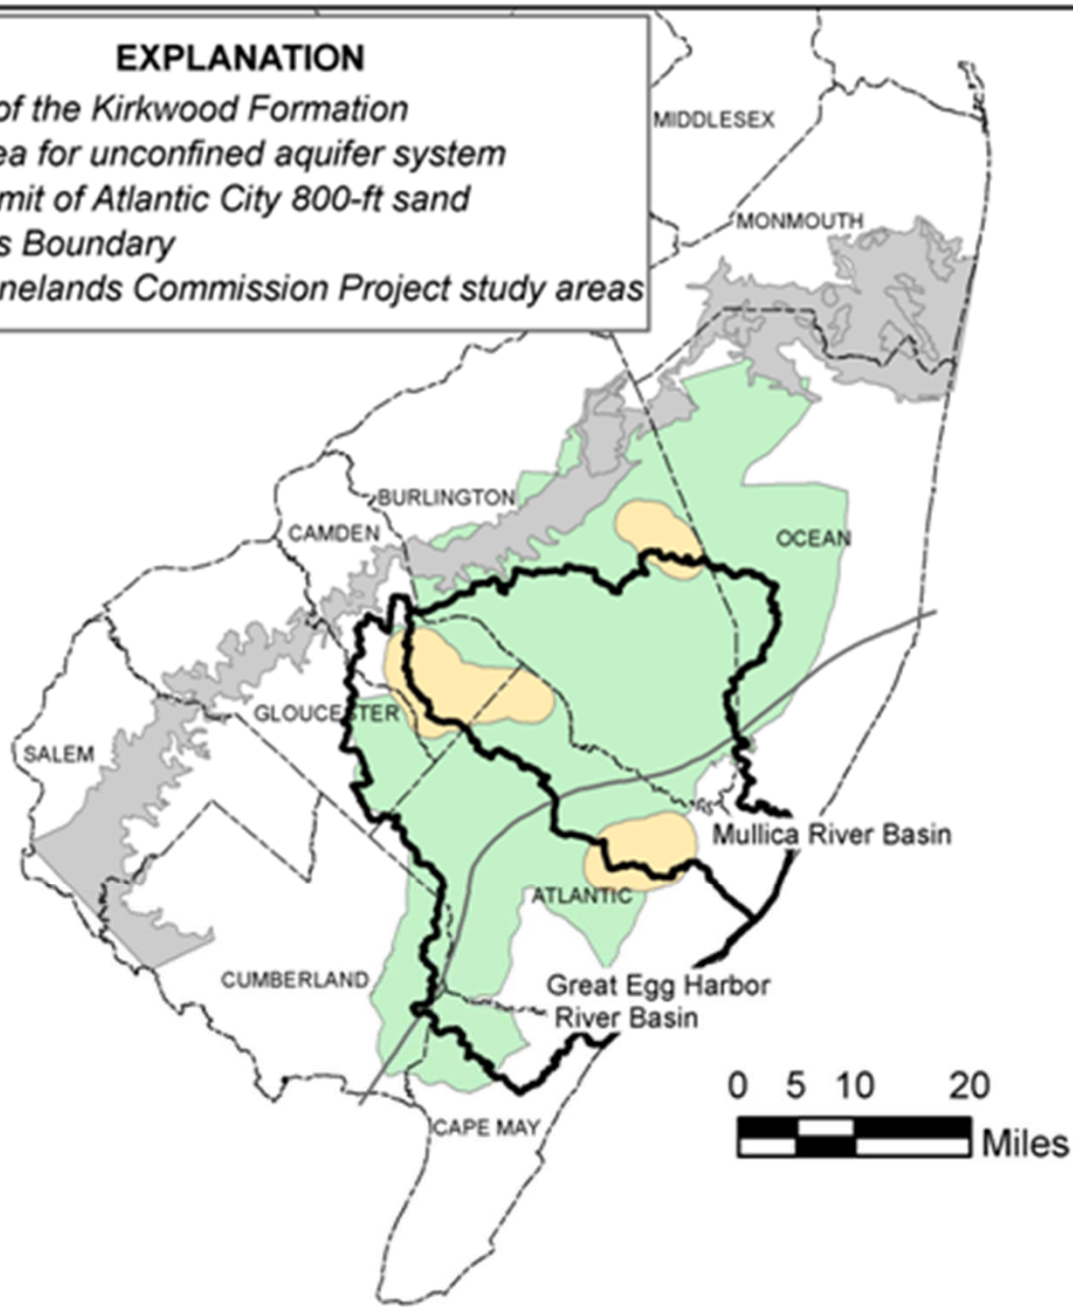 EXPLANATION
of the Kirkwood Formation
ea for unconfined aquifer system
mit of Atlantic City 800-ft sand
s Boundary
nelands Commission Project study areas
MIDDLESEX
MONMOUTH
BURLINGTON
CAMDEN
OCEAN
GLOUCESTER
SALEM
Mullica River Basin
ATLANTIC
CUMBERLAND
Great Egg Harbor
River Basin
0 5 10 20
Miles
CAPE MAY